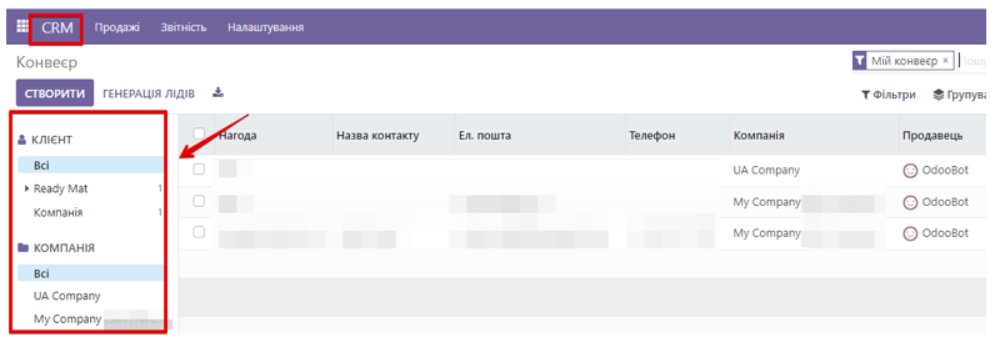 CRM Продажі Звітність Налаштування
Конвеєр
Мій конвеєр ×
СТВОРИТИ ГЕНЕРАЦІЯ ЛІДІВ
Фільтри
КЛІЄНТ
Нагода Назва контакту Ел. пошта Телефон Компанія Продавець
Всі
UA Company OdooBot
Ready Mat 1
My Company OdooBot
Компанія 1
My Company OdooBot
КОМПАНІЯ
Всі
UA Company
My Company